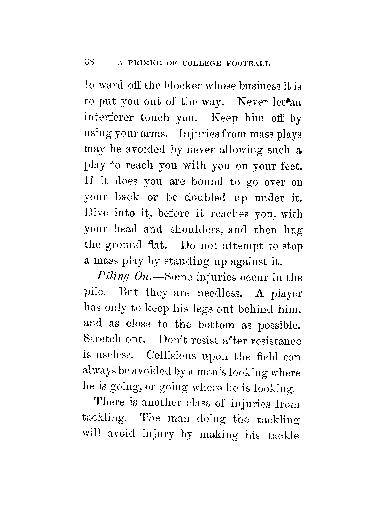 38 A PRIMER OF COLLEGE FOOTBALL
to ward off the blocker whose business it is
to put you out of the way. Never let an
interferer touch you. Keep him off by
using your arms. Injuries from mass plays
may be avoided by never allowing such a
play to reach you with you on your feet.
If it does you are bound to go over on
your back or be doubled up under it.
Dive into it, before it reaches you, with
your head and shoulders, and then hug
the ground flat. Do not attempt to stop
a mass play by standing up against it.
Piling On.—Some injuries occur in the
pile. But they are needless. A player
has only to keep his legs out behind him,
and as close to the bottom as possible.
Stretch out. Don't resist after resistance
is useless. Collisions upon the field can
always be avoided by a man's looking where
he is going, or going where he is looking.
There is another class of injuries from
tackling. The man doing the tackling
will avoid injury by making his tackle